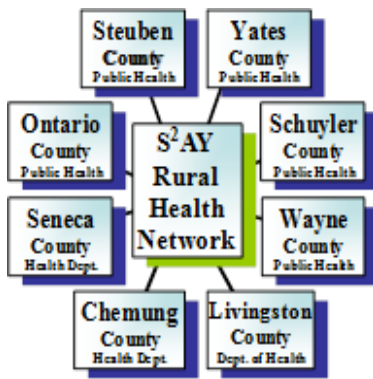 Steuben
County
Public Health
Yates
County
Public Health
Ontario
County
Public Health
S²AY
Rural
Health
Network
Schuyler
County
Public Health
Seneca
County
Health Dept.
Wayne
County
Public Health
Chemung
County
Health Dept.
Livingston
County
Dept. of Health